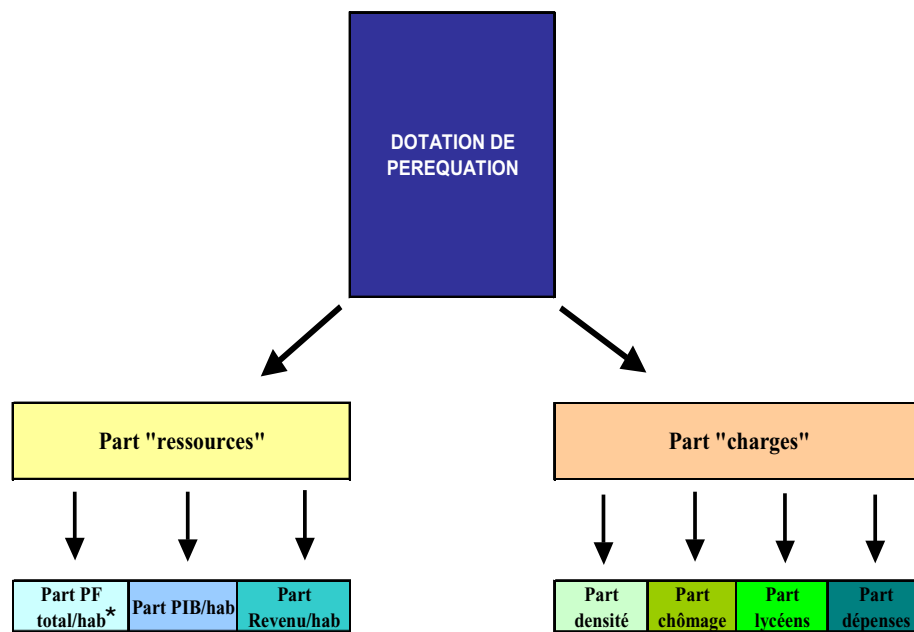 DOTATION DE
PEREQUATION
Part "ressources"
Part "charges"
Part PF
total/hab*
Part PIB/hab
Part
Revenu/hab
Part
densité
Part
chômage
Part
lycéens
Part
dépenses